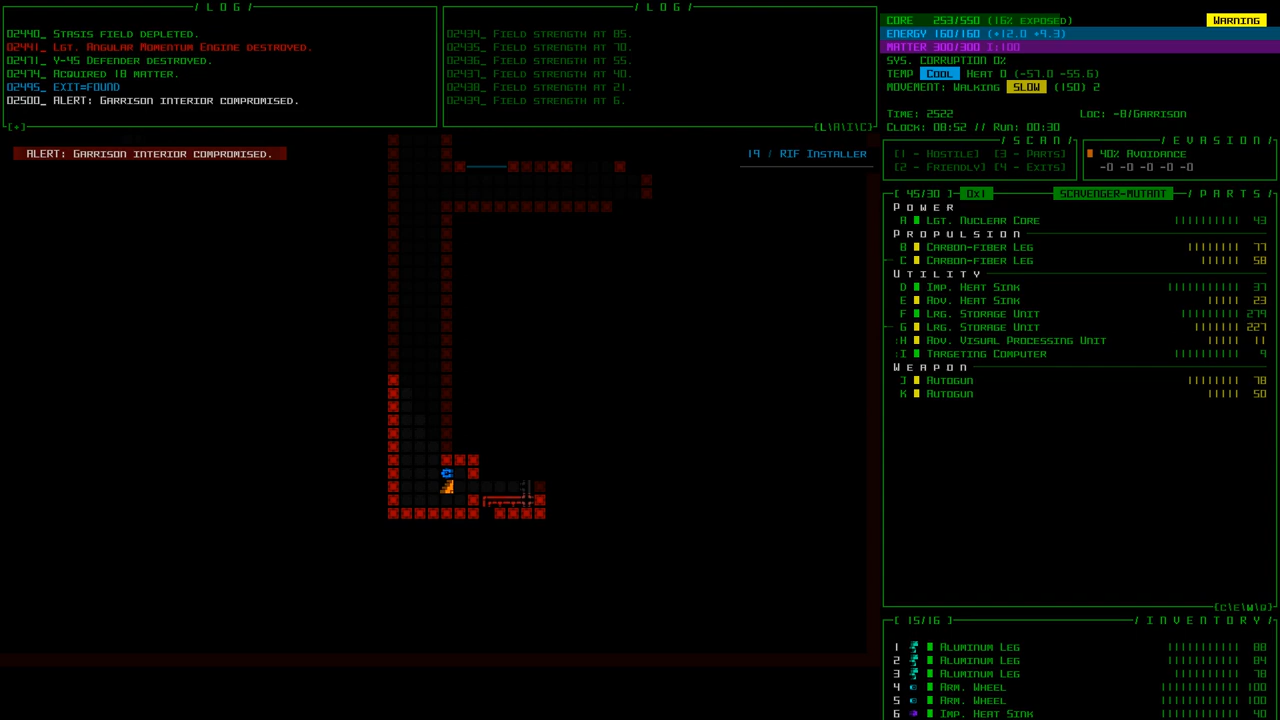 / L O G /
02440_ Stasis field depleted.
02441_ Lgt. Angular Momentum Engine destroyed.
02471_ Y-45 Defender destroyed.
02474_ Acquired 18 matter.
02495_ EXIT=FOUND
02500_ ALERT: Garrison interior compromised.
[+]
/ L O G /
02434_ Field strength at 85.
02435_ Field strength at 70.
02436_ Field strength at 55.
02437_ Field strength at 40.
02438_ Field strength at 21.
02439_ Field strength at 6.
[L\A\I\C]
ALERT: Garrison interior compromised.
19 / RIF Installer
CORE 253/550 (16% exposed)
Warning
ENERGY 160/160 (+12.0 +9.3)
MATTER 300/300 I:100
SYS. CORRUPTION 0%
TEMP Cool Heat 0 (-57.0 -55.6)
MOVEMENT: Walking SLOW (150) 2
Time: 2522 Loc: -8/Garrison
Clock: 08:52 // Run: 00:30
/ S C A N /
[1 - Hostile] [3 - Parts]
[2 - Friendly] [4 - Exits]
/ E V A S I O N /
40% Avoidance
-0 -0 -0 -0 -0
[ 45/30 ] 0x1 SCAVENGER-MUTANT / P A R T S /
P o w e r
A Lgt. Nuclear Core 43
P r o p u l s i o n
B Carbon-fiber Leg 77
C Carbon-fiber Leg 58
U t i l i t y
D Imp. Heat Sink 37
E Adv. Heat Sink 23
F Lrg. Storage Unit 279
G Lrg. Storage Unit 227
:H Adv. Visual Processing Unit 11
:I Targeting Computer 9
W e a p o n
J Autogun 78
K Autogun 50
[C\E\W\Q]
[ 15/16 ] / I N V E N T O R Y /
1 Aluminum Leg 88
2 Aluminum Leg 84
3 Aluminum Leg 78
4 Arm. Wheel 100
5 Arm. Wheel 100
6 Imp. Heat Sink 40